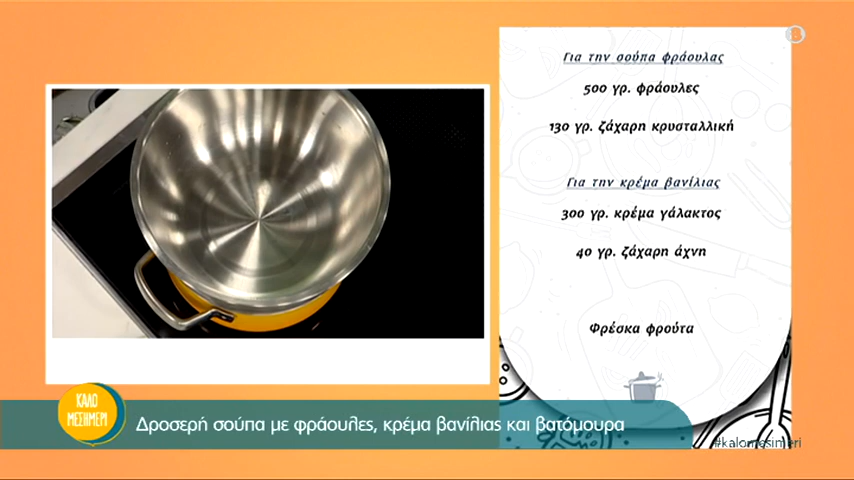 Για την σούπα φράουλας
500 γρ. φράουλες
130 γρ. ζάχαρη κρυσταλλική
Για την κρέμα βανίλιας
300 γρ. κρέμα γάλακτος
40 γρ. ζάχαρη άχνη
Φρέσκα φρούτα
ΚΑΛΟ
ΜΕΣΗΜΕΡΙ
Δροσερή σούπα με φράουλες, κρέμα βανίλιας και βατόμουρα
#kalomesimeri